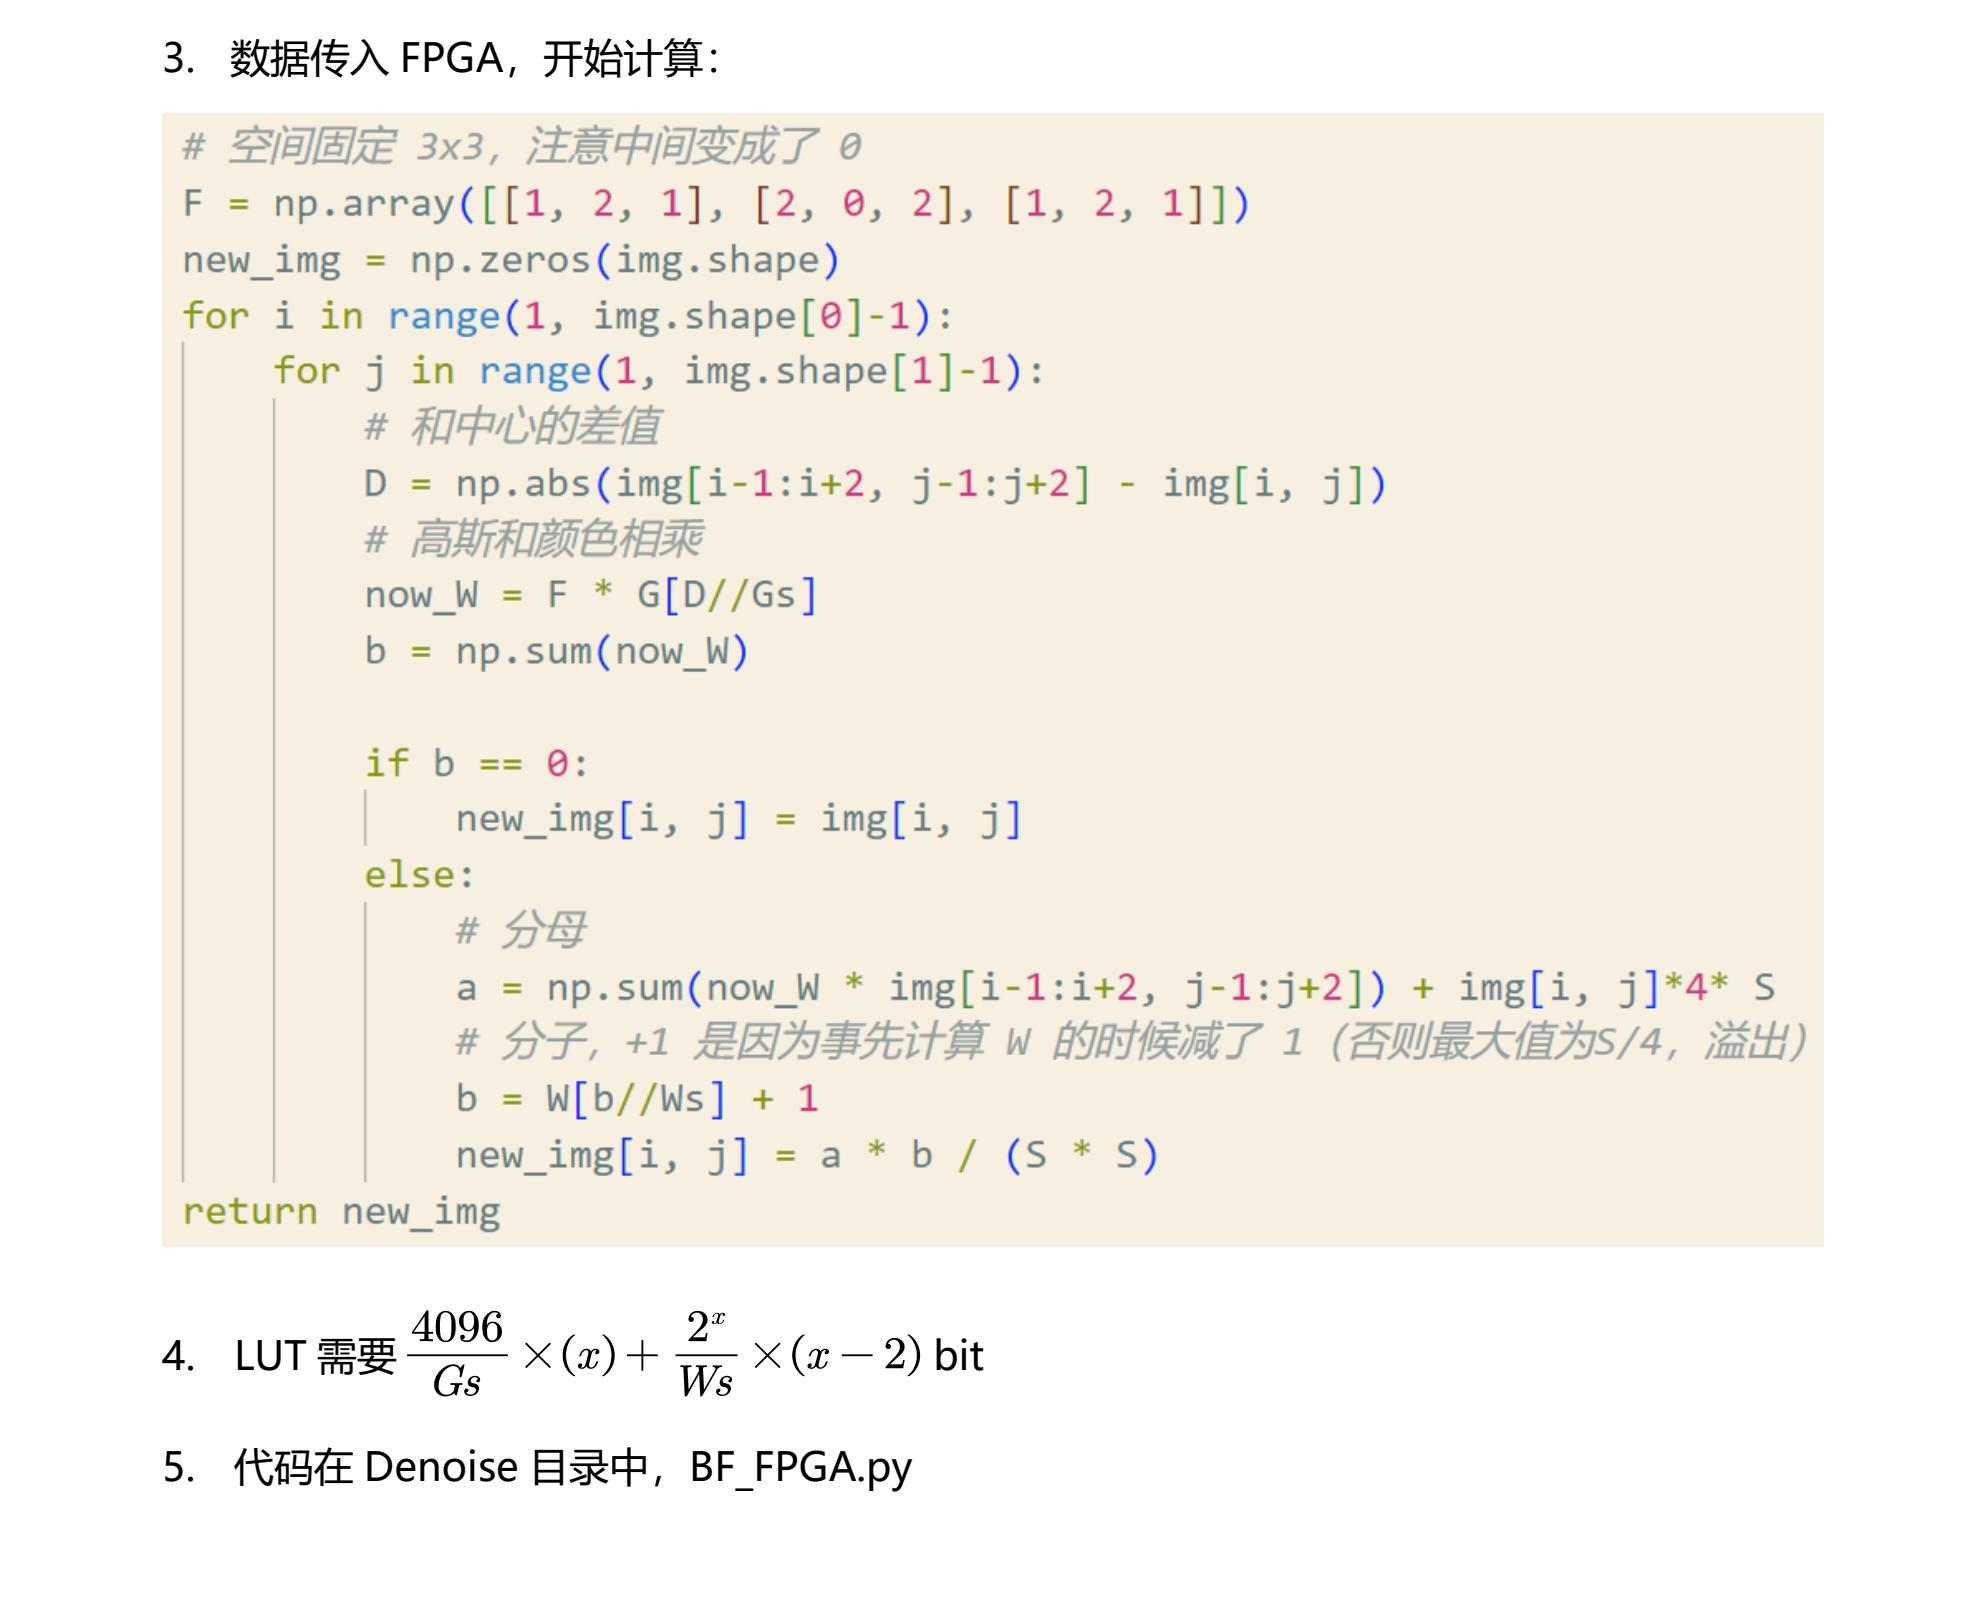 3. 数据传入 FPGA，开始计算：
# 空间固定 3x3, 注意中间变成了 0
F = np.array([[1, 2, 1], [2, 0, 2], [1, 2, 1]])
new_img = np.zeros(img.shape)
for i in range(1, img.shape[0]-1):
    for j in range(1, img.shape[1]-1):
        # 和中心的差值
        D = np.abs(img[i-1:i+2, j-1:j+2] - img[i, j])
        # 高斯和颜色相乘
        now_W = F * G[D//Gs]
        b = np.sum(now_W)
        if b == 0:
            new_img[i, j] = img[i, j]
        else:
            # 分母
            a = np.sum(now_W * img[i-1:i+2, j-1:j+2]) + img[i, j]*4* S
            # 分子, +1 是因为事先计算 W 的时候减了 1 (否则最大值为S/4, 溢出)
            b = W[b//Ws] + 1
            new_img[i, j] = a * b / (S * S)
return new_img
4. LUT 需要 $\frac{4096}{Gs} \times (x) + \frac{2^x}{Ws} \times (x-2)$ bit
5. 代码在 Denoise 目录中，BF_FPGA.py